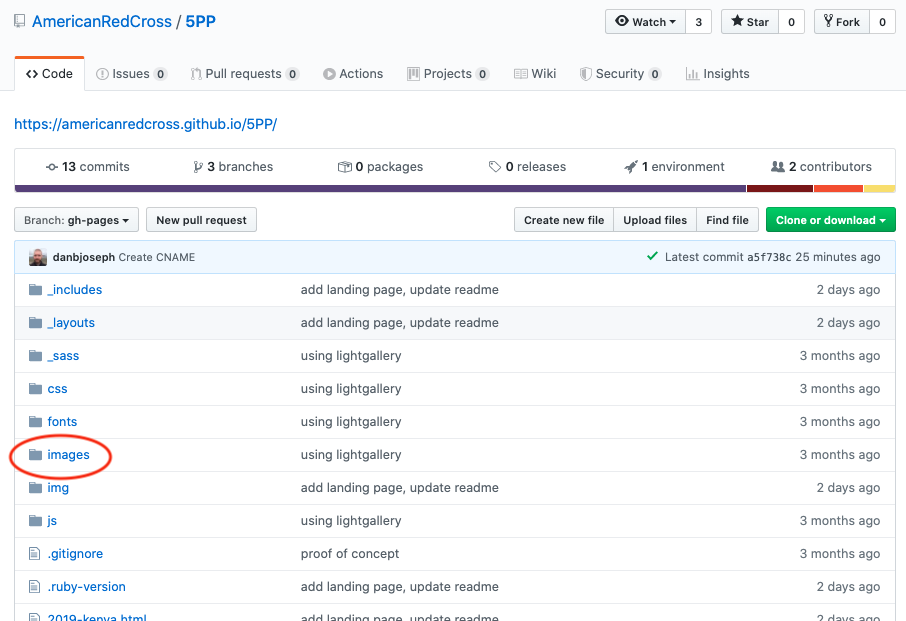 AmericanRedCross / 5PP
Watch 3 Star 0 Fork 0
Code Issues 0 Pull requests 0 Actions Projects 0 Wiki Security 0 Insights
https://americanredcross.github.io/5PP/
13 commits 3 branches 0 packages 0 releases 1 environment 2 contributors
Branch: gh-pages New pull request Create new file Upload files Find file Clone or download
danbjoseph Create CNAME Latest commit a5f738c 25 minutes ago
_includes add landing page, update readme 2 days ago
_layouts add landing page, update readme 2 days ago
_sass using lightgallery 3 months ago
css using lightgallery 3 months ago
fonts using lightgallery 3 months ago
images using lightgallery 3 months ago
img add landing page, update readme 2 days ago
js using lightgallery 3 months ago
.gitignore proof of concept 3 months ago
.ruby-version add landing page, update readme 2 days ago
2019-kenya.html add landing page, update readme 2 days ago